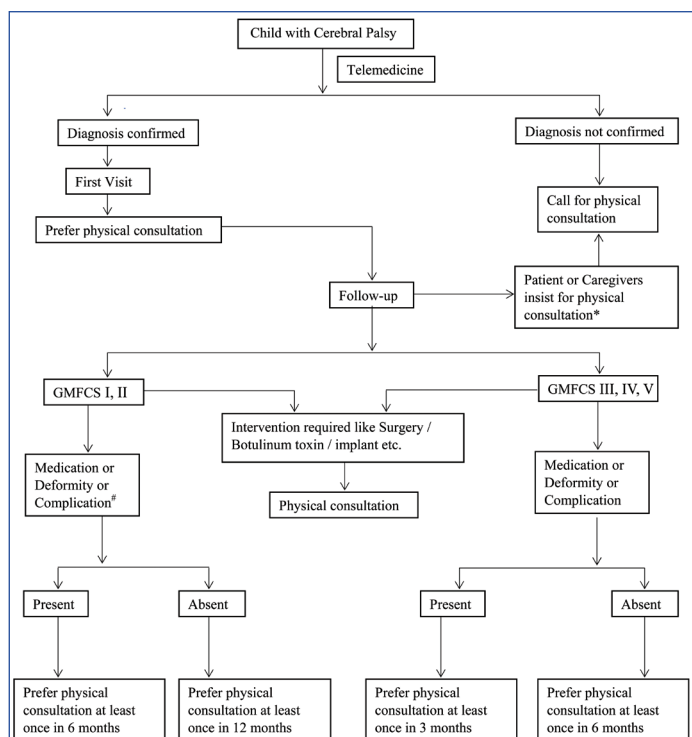 Child with Cerebral Palsy
Telemedicine
Diagnosis confirmed
Diagnosis not confirmed
First Visit
Call for physical
consultation
Prefer physical consultation
Patient or Caregivers
insist for physical
consultation*
Follow-up
GMFCS I, II
GMFCS III, IV, V
Intervention required like Surgery /
Botulinum toxin / implant etc.
Medication or
Deformity or
Complication#
Medication or
Deformity or
Complication
Physical consultation
Present
Absent
Present
Absent
Prefer physical
consultation at least
once in 6 months
Prefer physical
consultation at least
once in 12 months
Prefer physical
consultation at least
once in 3 months
Prefer physical
consultation at least
once in 6 months